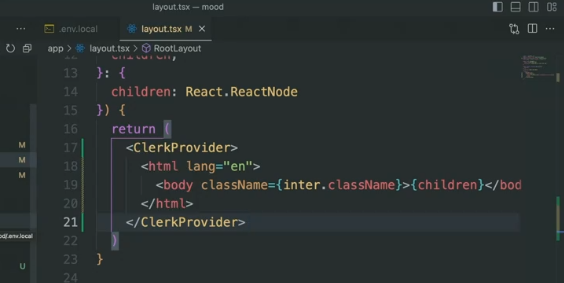 layout.tsx — mood
.env.local
layout.tsx M
app > layout.tsx > RootLayout
12 children,
13 }: {
14 children: React.ReactNode
15 }) {
16 return (
17 <ClerkProvider>
18 <html lang="en">
19 <body className={inter.className}>{children}</bod
20 </html>
21 </ClerkProvider>
22 )
23 }
24
M
M
M
.env.local
U